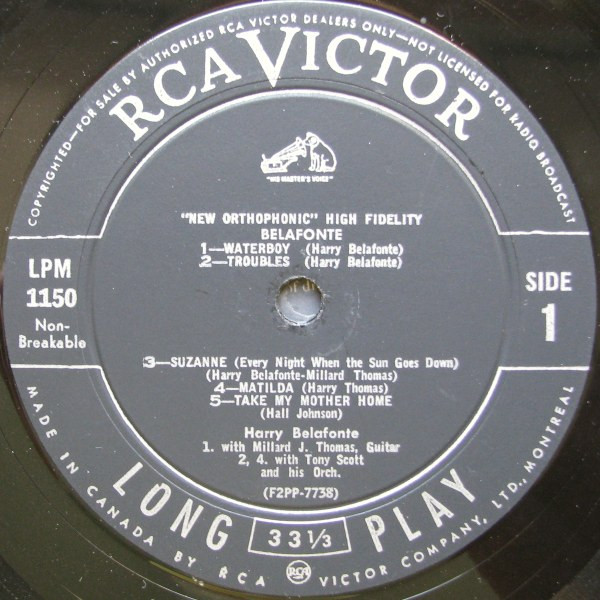 COPYRIGHTED—FOR SALE BY AUTHORIZED RCA VICTOR DEALERS ONLY—NOT LICENSED FOR RADIO BROADCAST
RCA VICTOR
"HIS MASTER'S VOICE"
"NEW ORTHOPHONIC" HIGH FIDELITY
BELAFONTE
1—WATERBOY (Harry Belafonte)
2—TROUBLES (Harry Belafonte)
LPM
1150
Non-
Breakable
SIDE
1
3—SUZANNE (Every Night When the Sun Goes Down)
(Harry Belafonte-Millard Thomas)
4—MATILDA (Harry Thomas)
5—TAKE MY MOTHER HOME
(Hall Johnson)
Harry Belafonte
1. with Millard J. Thomas, Guitar
2, 4. with Tony Scott
and his Orch.
(F2PP-7738)
LONG 33 1/3 PLAY
MADE IN CANADA BY RCA VICTOR COMPANY, LTD., MONTREAL
RCA